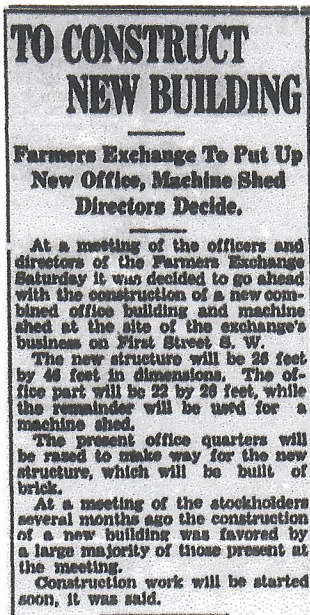 TO CONSTRUCT
NEW BUILDING
Farmers Exchange To Put Up
New Office, Machine Shed
Directors Decide.
At a meeting of the officers and
directors of the Farmers Exchange
Saturday it was decided to go ahead
with the construction of a new com-
bined office building and machine
shed at the site of the exchange's
business on First Street S. W.
The new structure will be 26 feet
by 46 feet in dimensions. The of-
fice part will be 22 by 26 feet, while
the remainder will be used for a
machine shed.
The present office quarters will
be rased to make way for the new
structure, which will be built of
brick.
At a meeting of the stockholders
several months ago the construction
of a new building was favored by
a large majority of those present at
the meeting.
Construction work will be started
soon, it was said.